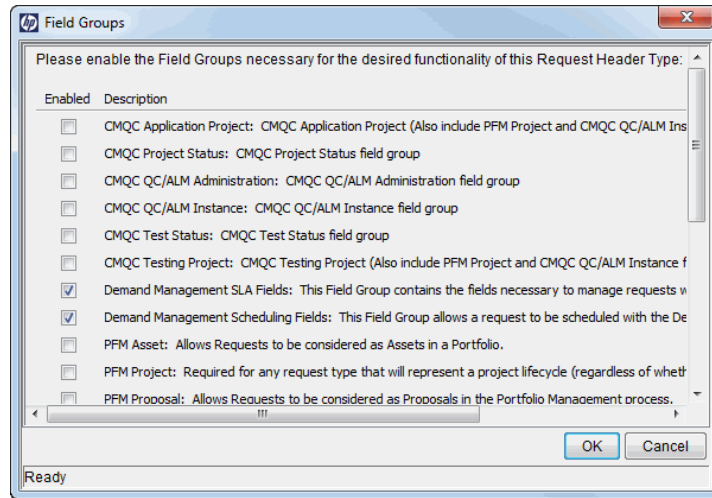 hp Field Groups
Please enable the Field Groups necessary for the desired functionality of this Request Header Type:
Enabled Description
CMQC Application Project: CMQC Application Project (Also include PFM Project and CMQC QC/ALM Ins
CMQC Project Status: CMQC Project Status field group
CMQC QC/ALM Administration: CMQC QC/ALM Administration field group
CMQC QC/ALM Instance: CMQC QC/ALM Instance field group
CMQC Test Status: CMQC Test Status field group
CMQC Testing Project: CMQC Testing Project (Also include PFM Project and CMQC QC/ALM Instance f
Demand Management SLA Fields: This Field Group contains the fields necessary to manage requests w
Demand Management Scheduling Fields: This Field Group allows a request to be scheduled with the De
PFM Asset: Allows Requests to be considered as Assets in a Portfolio.
PFM Project: Required for any request type that will represent a project lifecycle (regardless of wheth
PFM Proposal: Allows Requests to be considered as Proposals in the Portfolio Management process.
OK Cancel
Ready